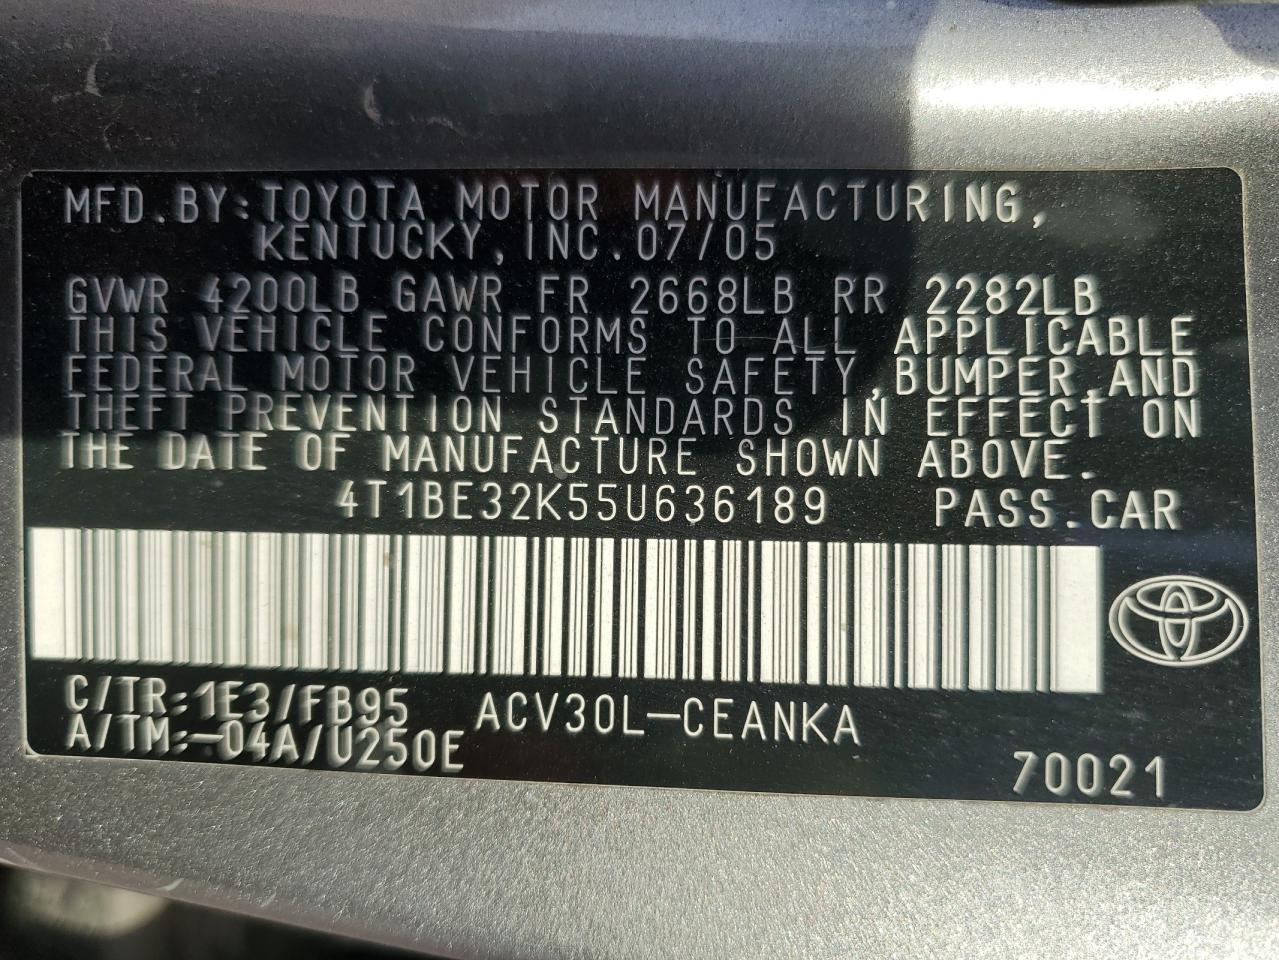 MFD.BY:TOYOTA MOTOR MANUFACTURING,
KENTUCKY, INC. 07/05
GVWR 4200LB GAWR FR 2668LB RR 2282LB
THIS VEHICLE CONFORMS TO ALL APPLICABLE
FEDERAL MOTOR VEHICLE SAFETY,BUMPER,AND
THEFT PREVENTION STANDARDS IN EFFECT ON
THE DATE OF MANUFACTURE SHOWN ABOVE.
4T1BE32K55U636189 PASS.CAR
C/TR:1E3/FB95 ACV30L-CEANKA
A/TM:-04A/U250E
70021